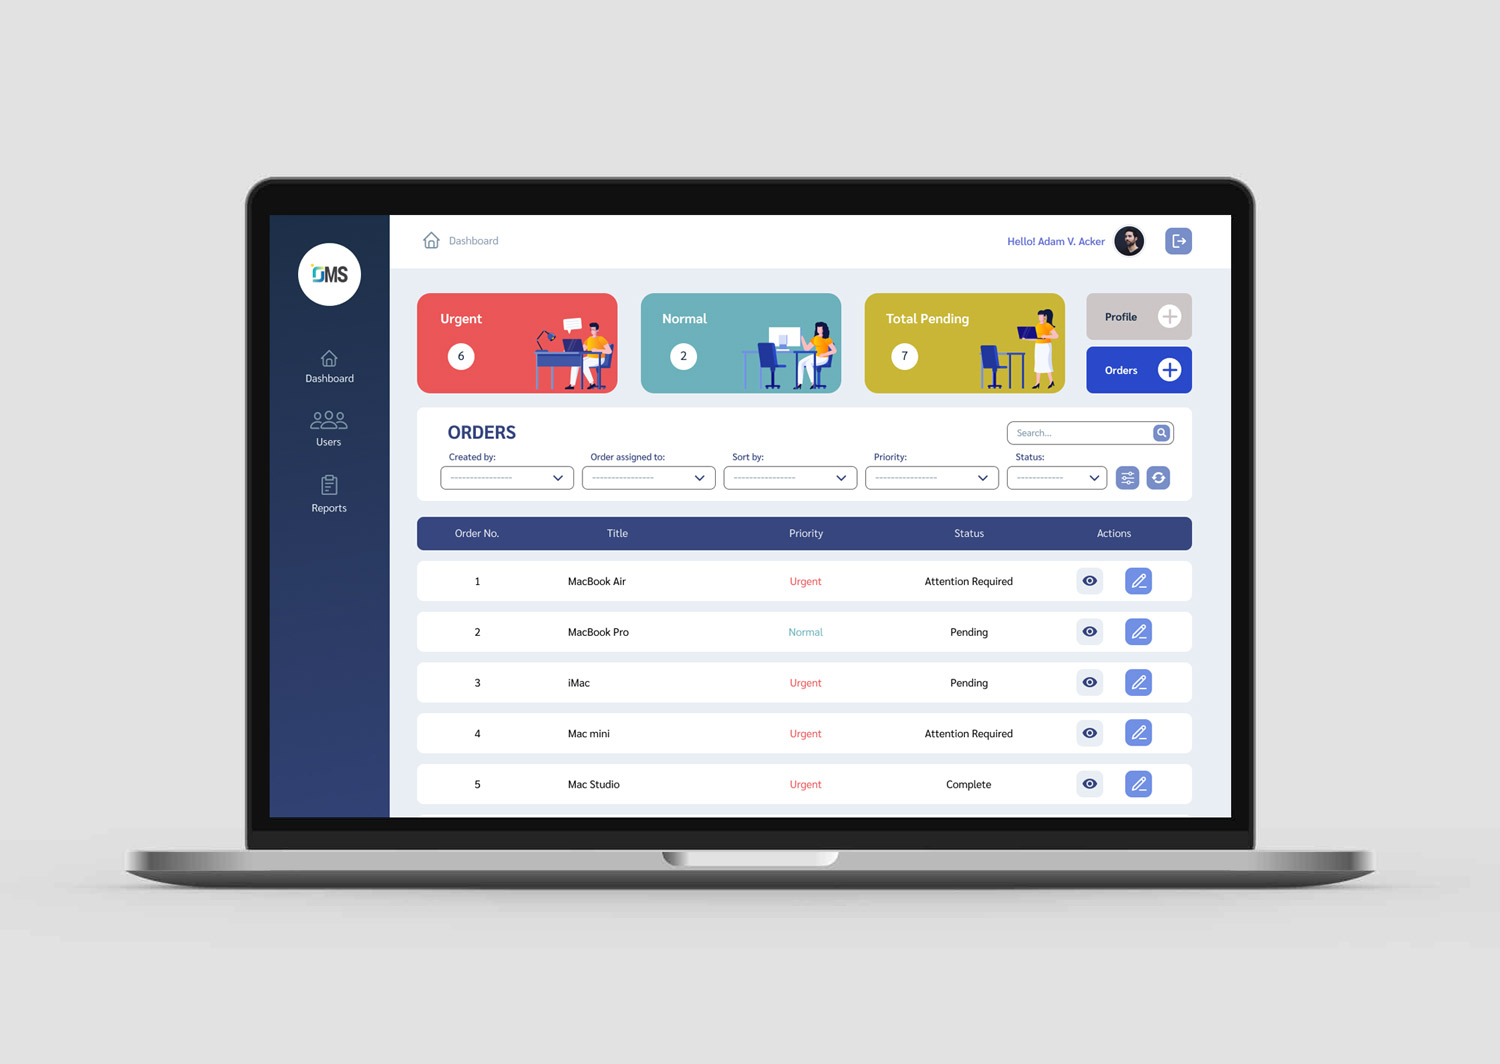 OMS
Dashboard
Users
Reports
Dashboard
Hello! Adam V. Acker
Urgent
6
Normal
2
Total Pending
7
Profile
Orders
ORDERS
Search...
Created by: Order assigned to: Sort by: Priority: Status:
---------------- ---------------- ---------------- ---------------- ------------
Order No. Title Priority Status Actions
1 MacBook Air Urgent Attention Required
2 MacBook Pro Normal Pending
3 iMac Urgent Pending
4 Mac mini Urgent Attention Required
5 Mac Studio Urgent Complete